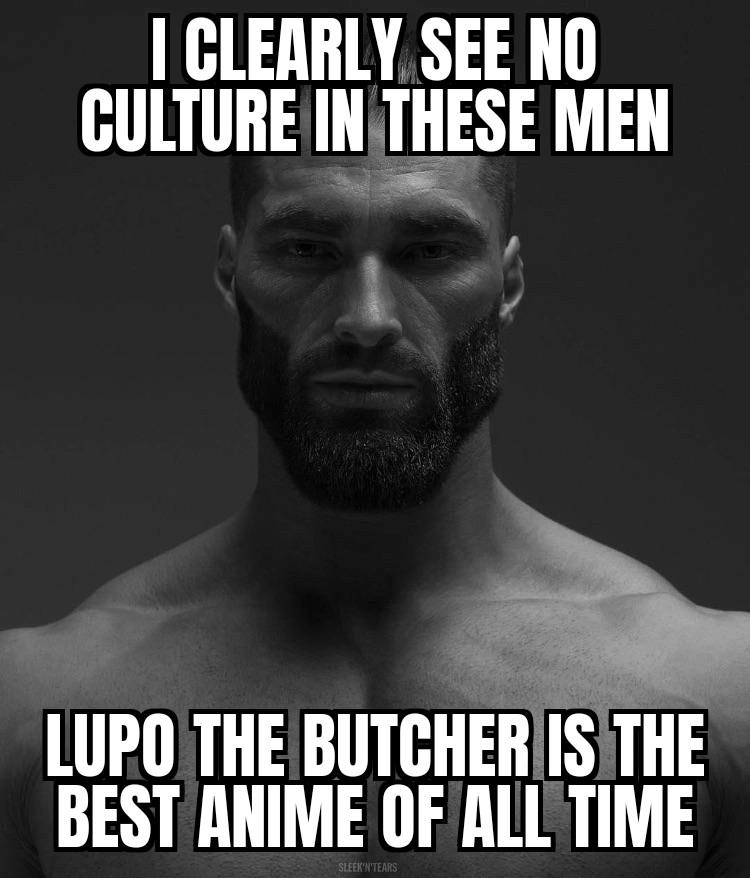 I CLEARLY SEE NO
CULTURE IN THESE MEN
LUPO THE BUTCHER IS THE
BEST ANIME OF ALL TIME
SLEEK'N'TEARS